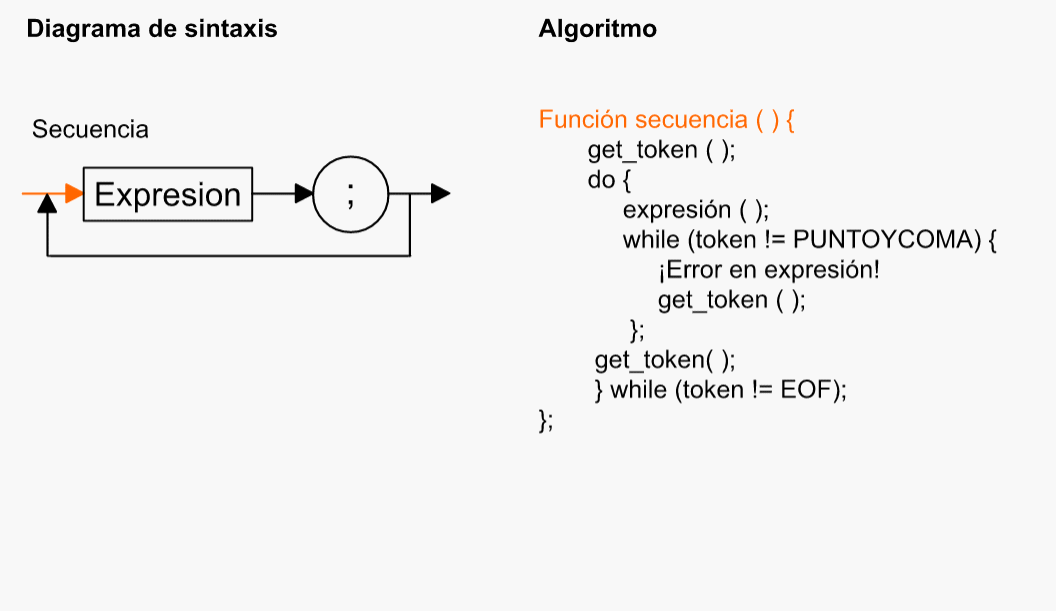 Diagrama de sintaxis
Algoritmo
Secuencia
Expresion
;
Función secuencia ( ) {
get_token ( );
do {
expresión ( );
while (token != PUNTOYCOMA) {
¡Error en expresión!
get_token ( );
};
get_token( );
} while (token != EOF);
};